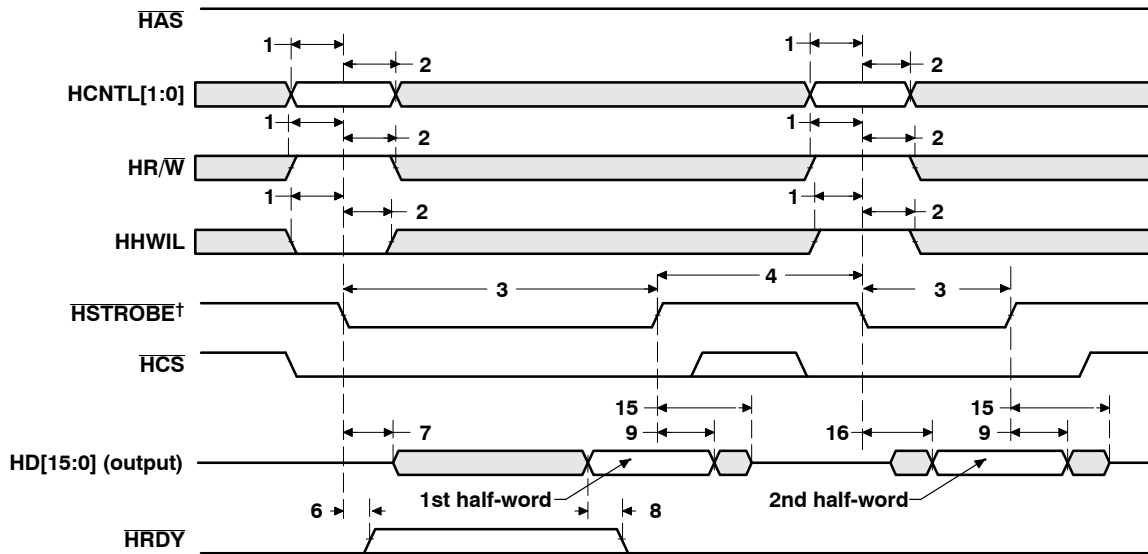 HAS
1
2
1
2
HCNTL[1:0]
1
2
1
2
HR/W
1
2
1
2
HHWIL
3
4
3
HSTROBE†
HCS
15
15
7
9
16
9
HD[15:0] (output)
1st half-word
2nd half-word
6
8
HRDY